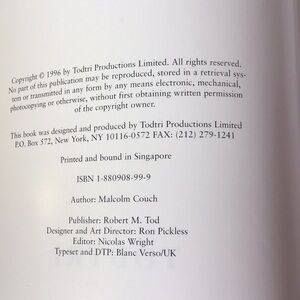 Copyright © 1996 by Todtri Productions Limited. All rights reserved.
No part of this publication may be reproduced, stored in a retrieval sys-
tem or transmitted in any form by any means electronic, mechanical,
photocopying or otherwise, without first obtaining written permission
of the copyright owner.
This book was designed and produced by Todtri Productions Limited
P.O. Box 572, New York, NY 10116-0572 FAX: (212) 279-1241
Printed and bound in Singapore
ISBN 1-880908-99-9
Author: Malcolm Couch
Publisher: Robert M. Tod
Designer and Art Director: Ron Pickless
Editor: Nicolas Wright
Typeset and DTP: Blanc Verso/UK